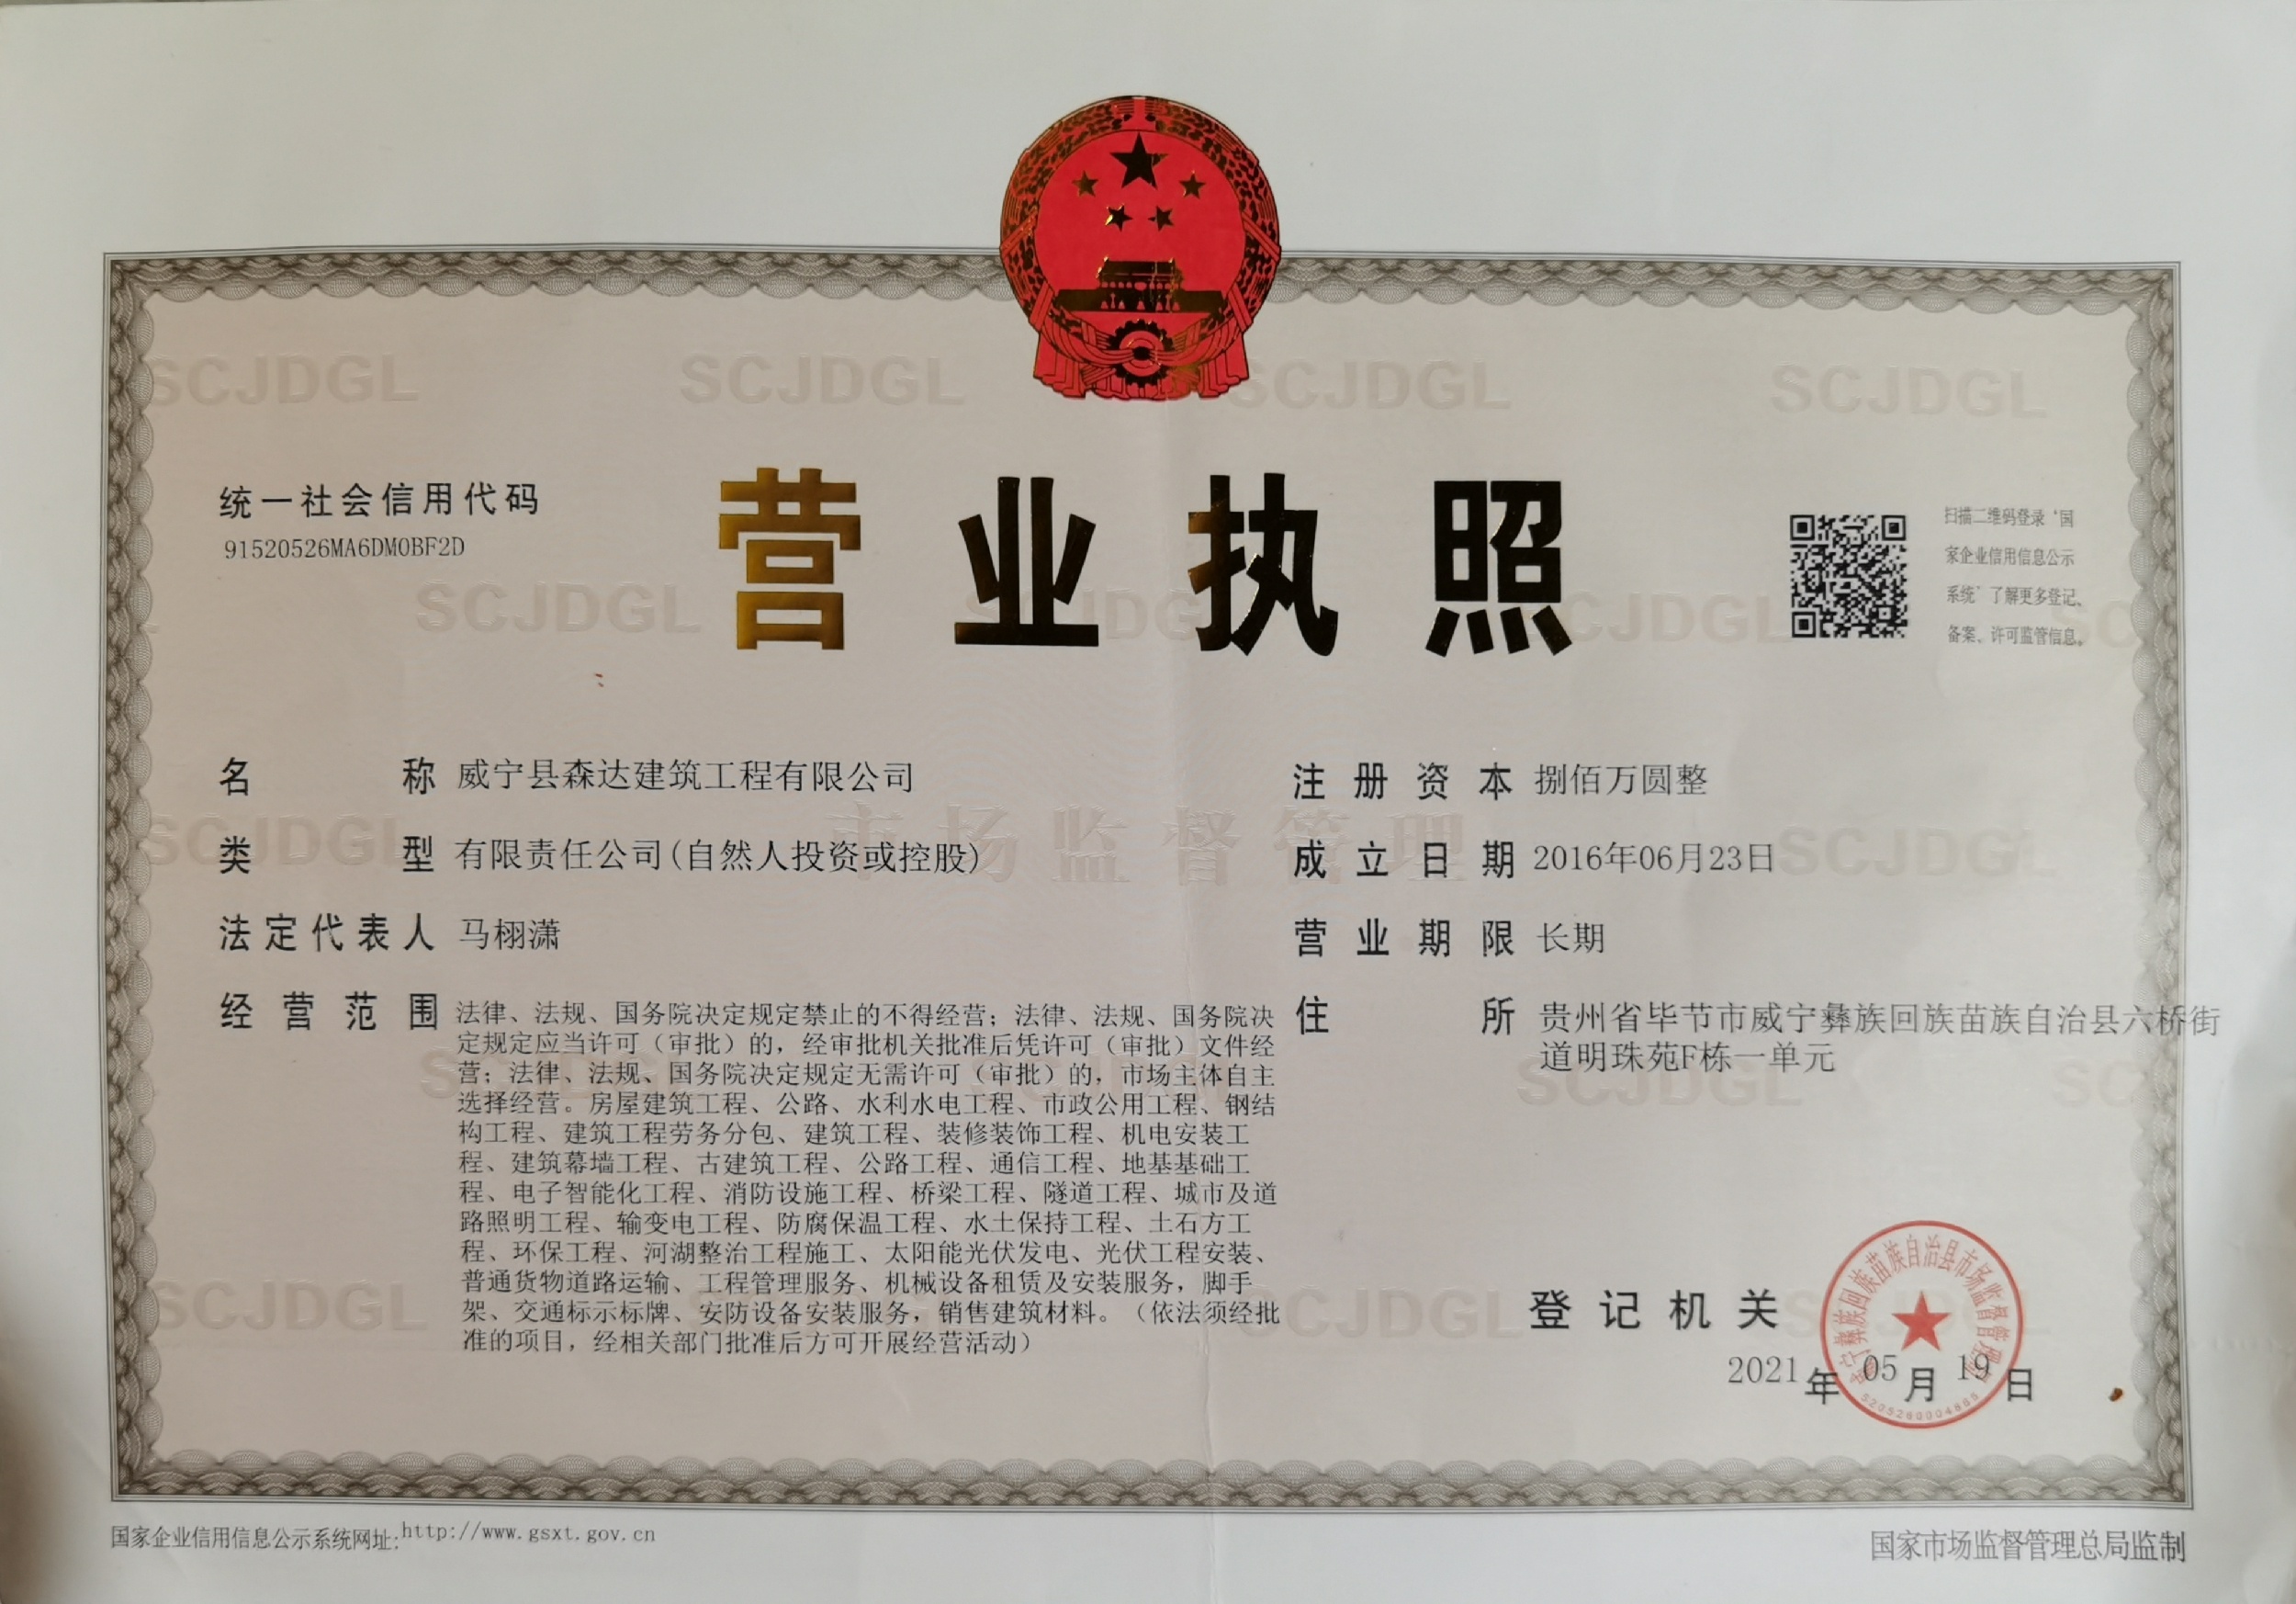 营业执照
统一社会信用代码
91520526MA6DM0BF2D
扫描二维码登录‘国
家企业信用信息公示
系统’了解更多登记、
备案、许可监管信息。
名称 威宁县森达建筑工程有限公司
类型 有限责任公司(自然人投资或控股)
法定代表人 马栩潇
经营范围 法律、法规、国务院决定规定禁止的不得经营；法律、法规、国务院决
定规定应当许可（审批）的，经审批机关批准后凭许可（审批）文件经
营；法律、法规、国务院决定规定无需许可（审批）的，市场主体自主
选择经营。房屋建筑工程、公路、水利水电工程、市政公用工程、钢结
构工程、建筑工程劳务分包、建筑工程、装修装饰工程、机电安装工
程、建筑幕墙工程、古建筑工程、公路工程、通信工程、地基基础工
程、电子智能化工程、消防设施工程、桥梁工程、隧道工程、城市及道
路照明工程、输变电工程、防腐保温工程、水土保持工程、土石方工
程、环保工程、河湖整治工程施工、太阳能光伏发电、光伏工程安装、
普通货物道路运输、工程管理服务、机械设备租赁及安装服务，脚手
架、交通标示标牌、安防设备安装服务，销售建筑材料。（依法须经批
准的项目，经相关部门批准后方可开展经营活动）
注册资本 捌佰万圆整
成立日期 2016年06月23日
营业期限 长期
住所 贵州省毕节市威宁彝族回族苗族自治县六桥街
道明珠苑F栋一单元
登记机关
2021年05月19日
威宁彝族回族苗族自治县市场监督管理局
国家企业信用信息公示系统网址:http://www.gsxt.gov.cn
国家市场监督管理总局监制
SCJDGL
市场监督管理